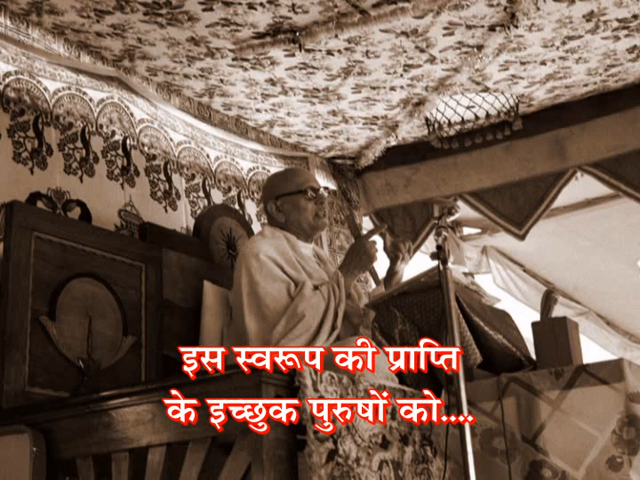 इस स्वरूप की प्राप्ति
के इच्छुक पुरुषों को....